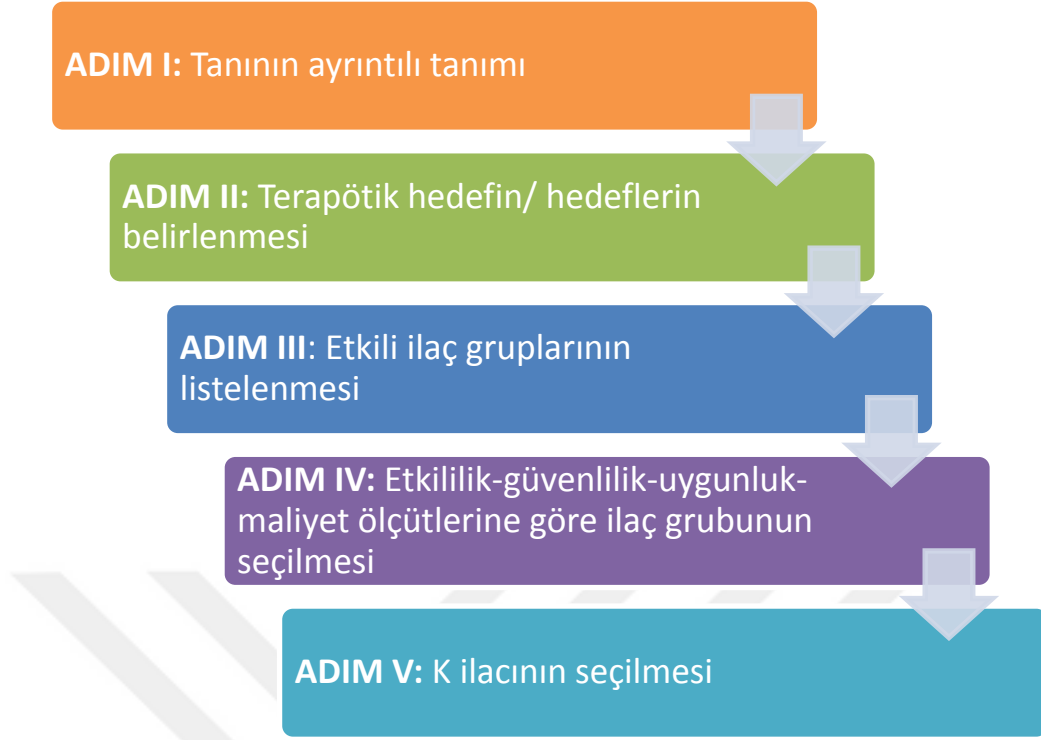 ADIM I: Tanının ayrıntılı tanımı
ADIM II: Terapötik hedefin/ hedeflerin
belirlenmesi
ADIM III: Etkili ilaç gruplarının
listelenmesi
ADIM IV: Etkililik-güvenlilik-uygunluk-
maliyet ölçütlerine göre ilaç grubunun
seçilmesi
ADIM V: K ilacının seçilmesi